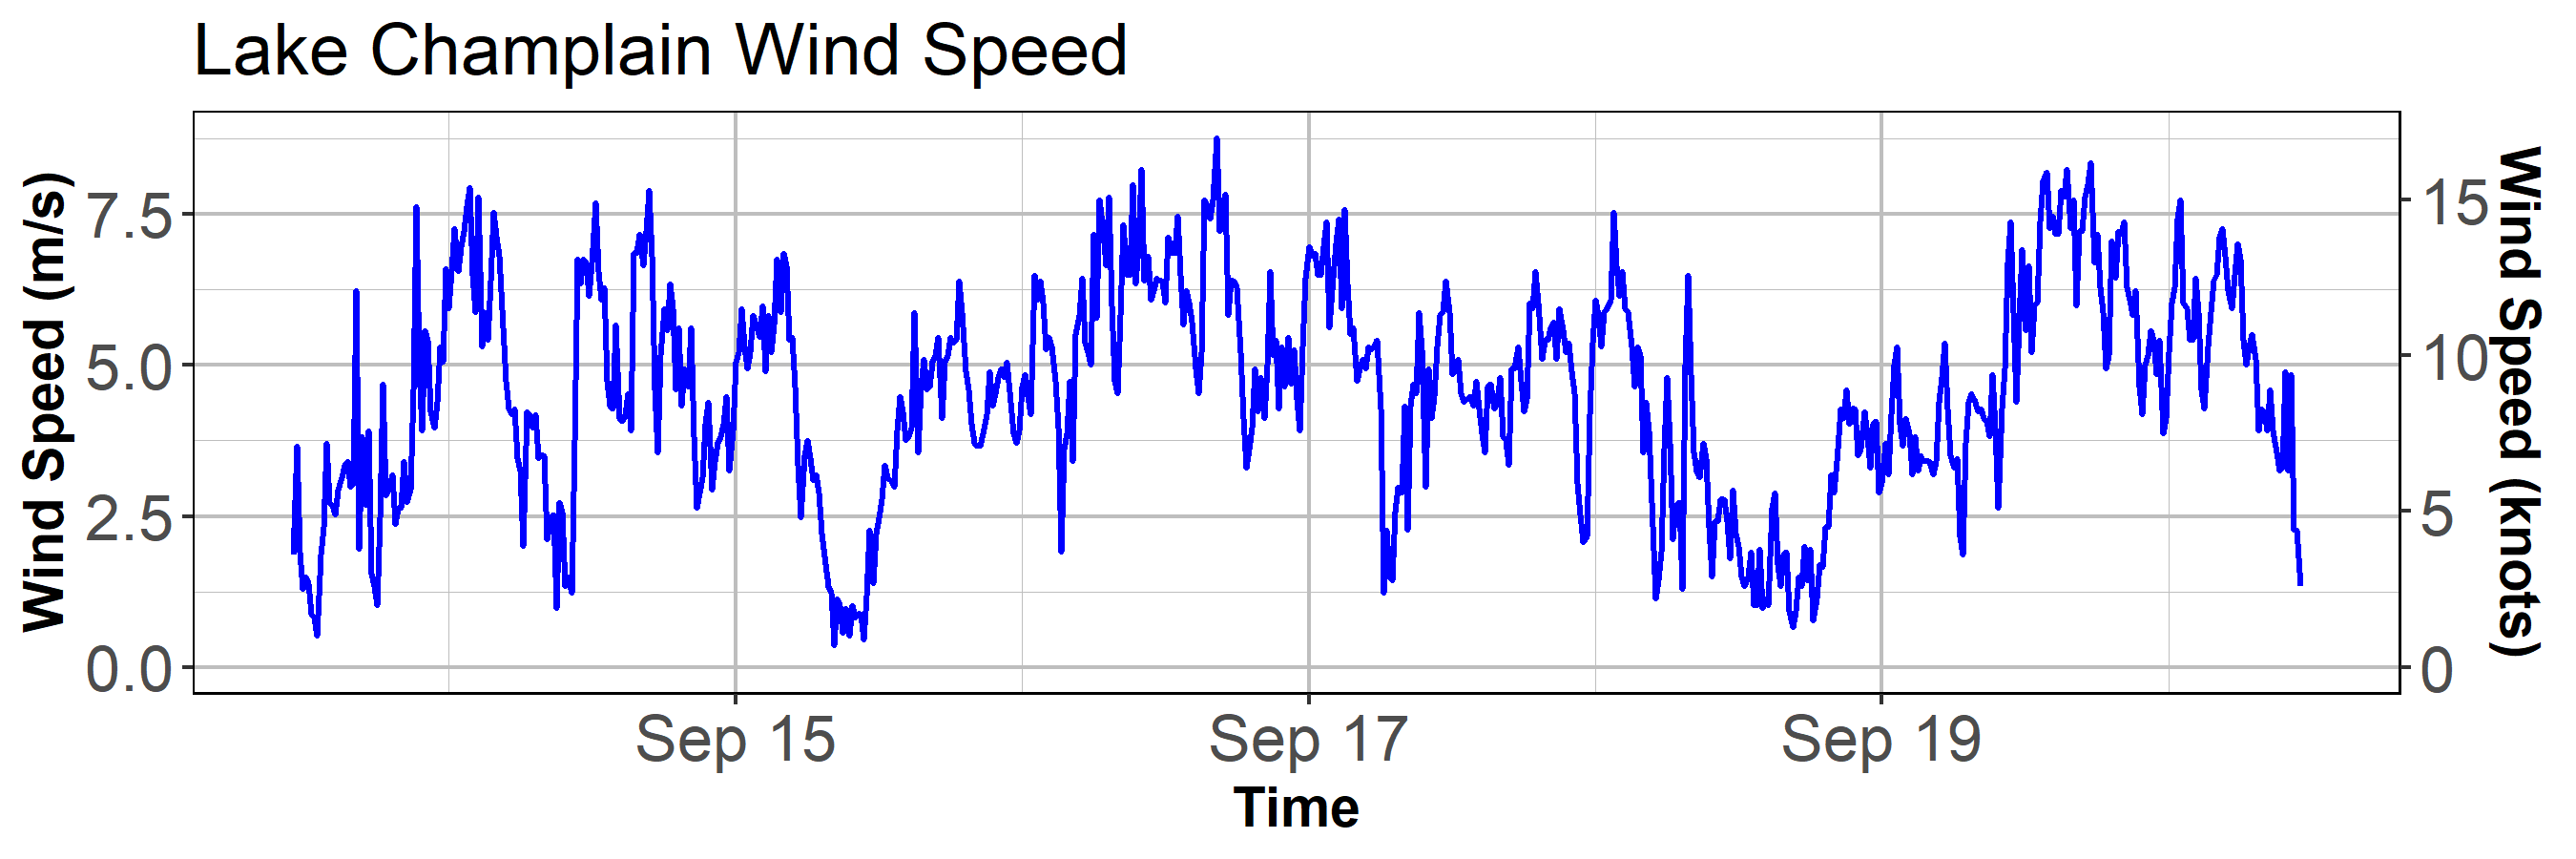 Lake Champlain Wind Speed
Wind Speed (m/s)
7.5
5.0
2.5
0.0
15
10
5
0
Wind Speed (knots)
Sep 15
Sep 17
Sep 19
Time